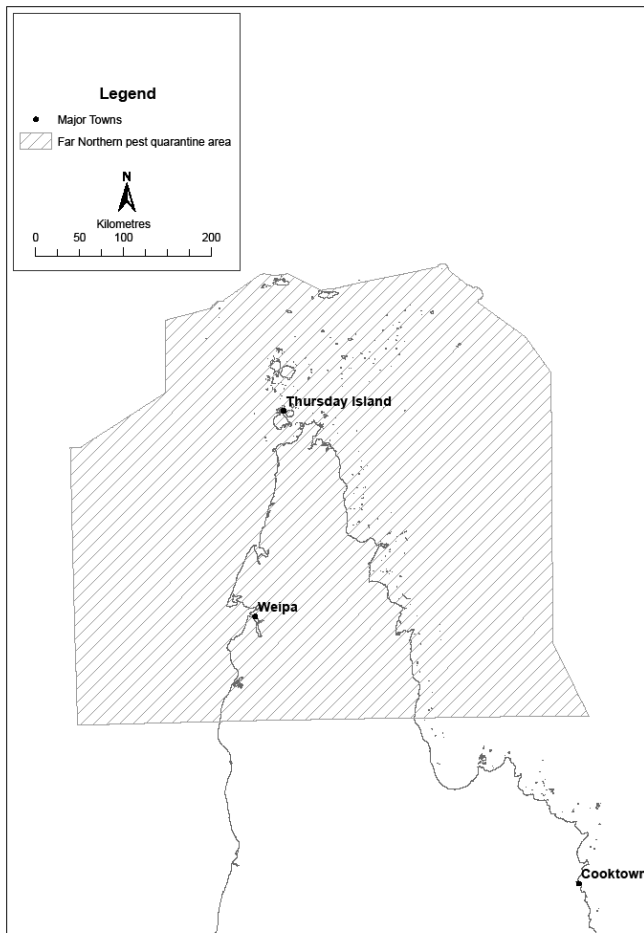 Legend
Major Towns
Far Northern pest quarantine area
N
Kilometres
0 50 100 200
Thursday Island
Weipa
Cooktown